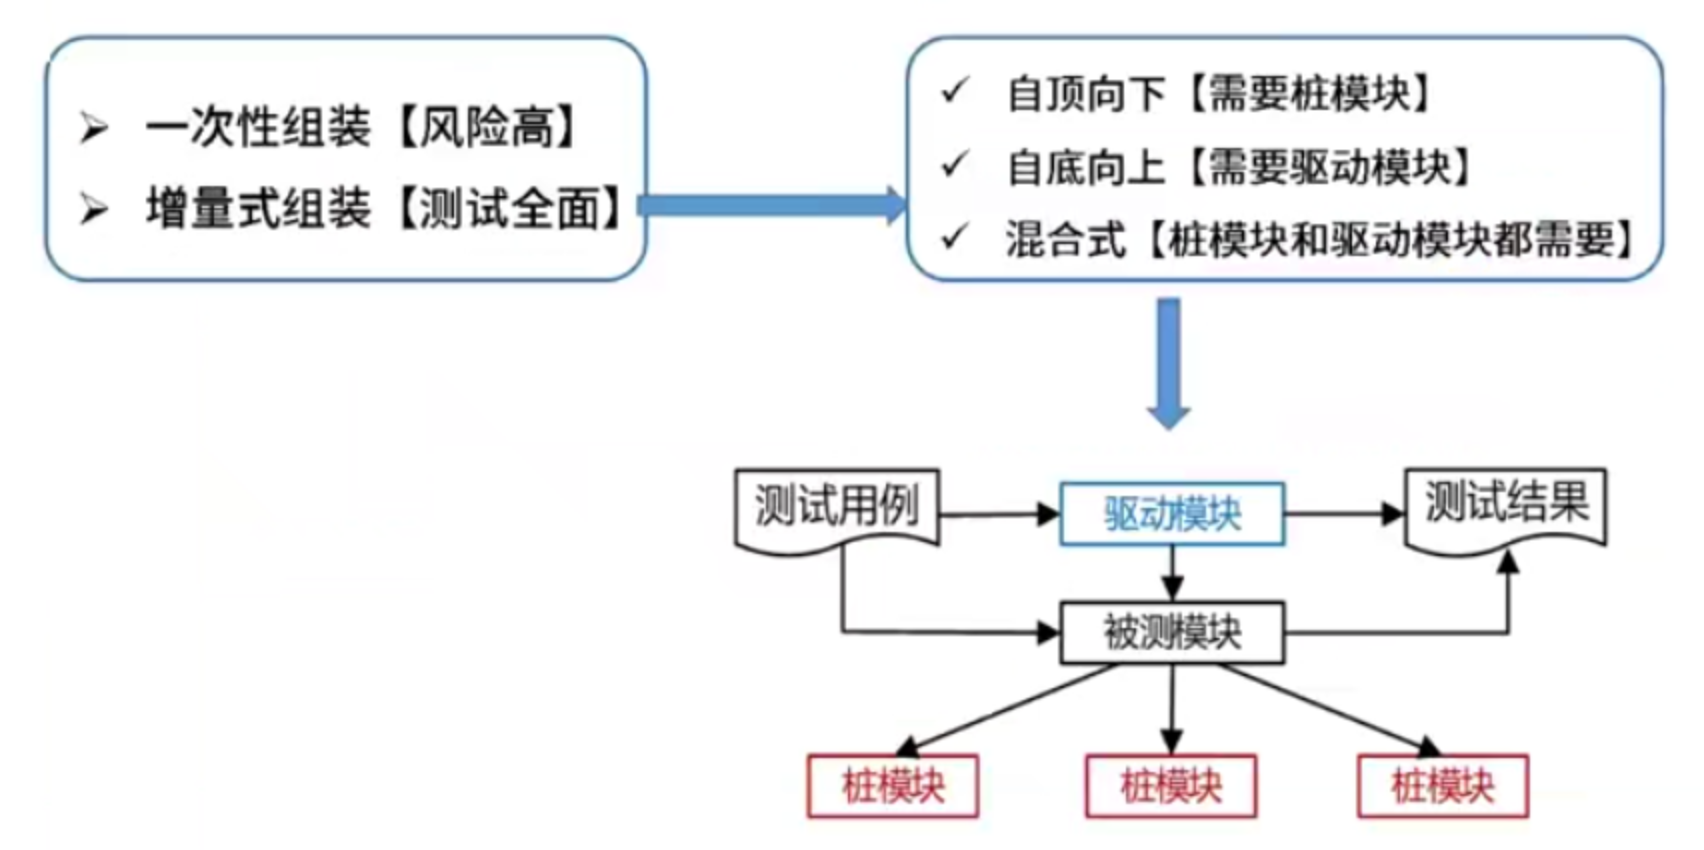 一次性组装【风险高】
增量式组装【测试全面】
自顶向下【需要桩模块】
自底向上【需要驱动模块】
混合式【桩模块和驱动模块都需要】
测试用例
驱动模块
测试结果
被测模块
桩模块
桩模块
桩模块